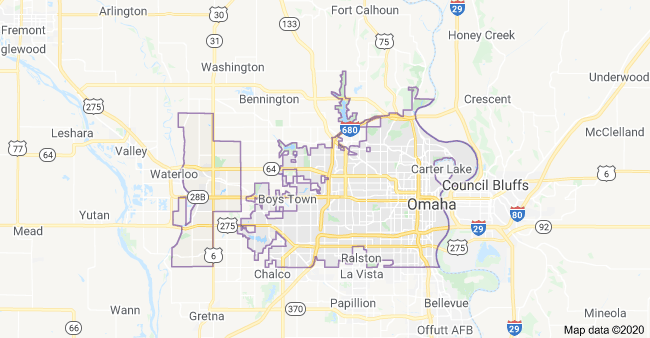 Arlington
Fort Calhoun
29
Fremont
30
133
Honey Creek
31
75
Inglewood
Washington
Underwood
Bennington
Crescent
275
Leshara
680
McClelland
77
64
Valley
64
Carter Lake
Waterloo
6
Council Bluffs
28B
Boys Town
Omaha
80
Yutan
275
29
92
Mead
275
6
Ralston
Chalco
La Vista
Wann
Papillion
Bellevue
Gretna
370
Mineola
66
29
Offutt AFB
Map data ©2020